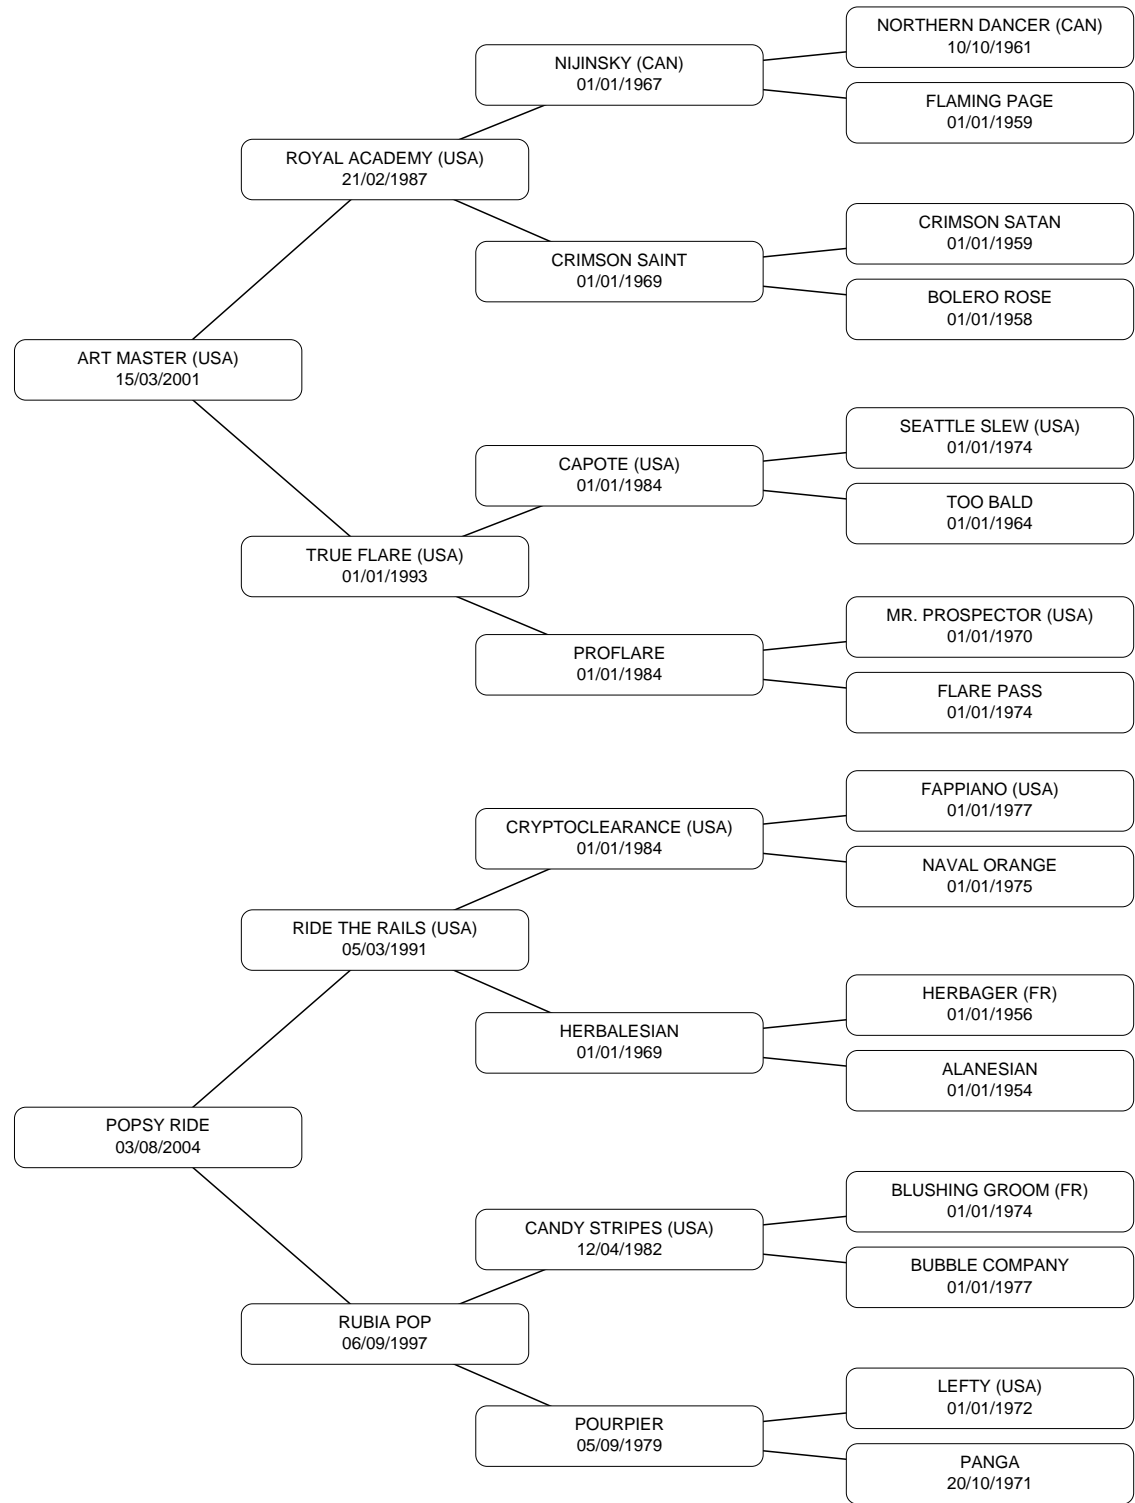 NORTHERN DANCER (CAN)
10/10/1961
NIJINSKY (CAN)
01/01/1967
FLAMING PAGE
01/01/1959
ROYAL ACADEMY (USA)
21/02/1987
CRIMSON SATAN
01/01/1959
CRIMSON SAINT
01/01/1969
BOLERO ROSE
01/01/1958
ART MASTER (USA)
15/03/2001
SEATTLE SLEW (USA)
01/01/1974
CAPOTE (USA)
01/01/1984
TOO BALD
01/01/1964
TRUE FLARE (USA)
01/01/1993
MR. PROSPECTOR (USA)
01/01/1970
PROFLARE
01/01/1984
FLARE PASS
01/01/1974
FAPPIANO (USA)
01/01/1977
CRYPTOCLEARANCE (USA)
01/01/1984
NAVAL ORANGE
01/01/1975
RIDE THE RAILS (USA)
05/03/1991
HERBAGER (FR)
01/01/1956
HERBALESIAN
01/01/1969
ALANESIAN
01/01/1954
POPSY RIDE
03/08/2004
BLUSHING GROOM (FR)
01/01/1974
CANDY STRIPES (USA)
12/04/1982
BUBBLE COMPANY
01/01/1977
RUBIA POP
06/09/1997
LEFTY (USA)
01/01/1972
POURPIER
05/09/1979
PANGA
20/10/1971